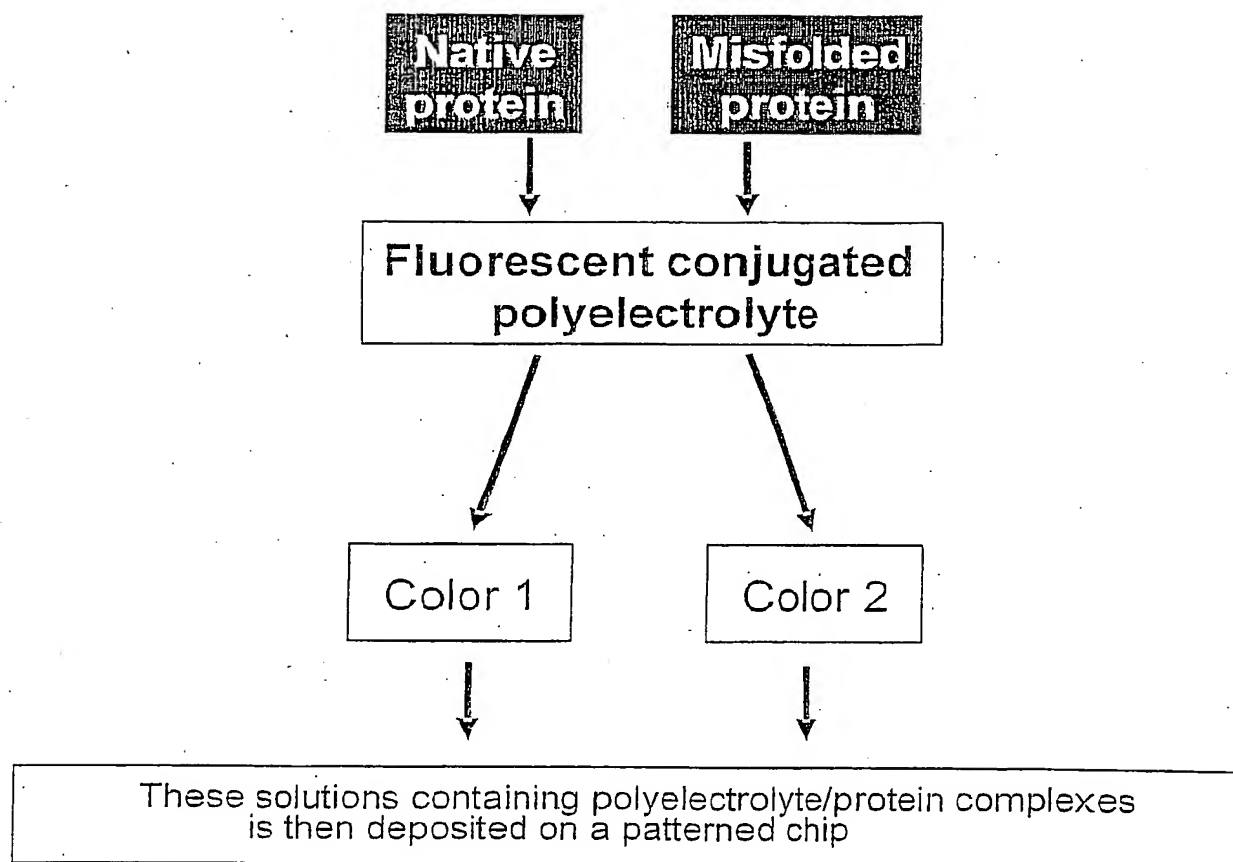 Native
protein
Misfolded
protein
Fluorescent conjugated
polyelectrolyte
Color 1
Color 2
These solutions containing polyelectrolyte/protein complexes
is then deposited on a patterned chip